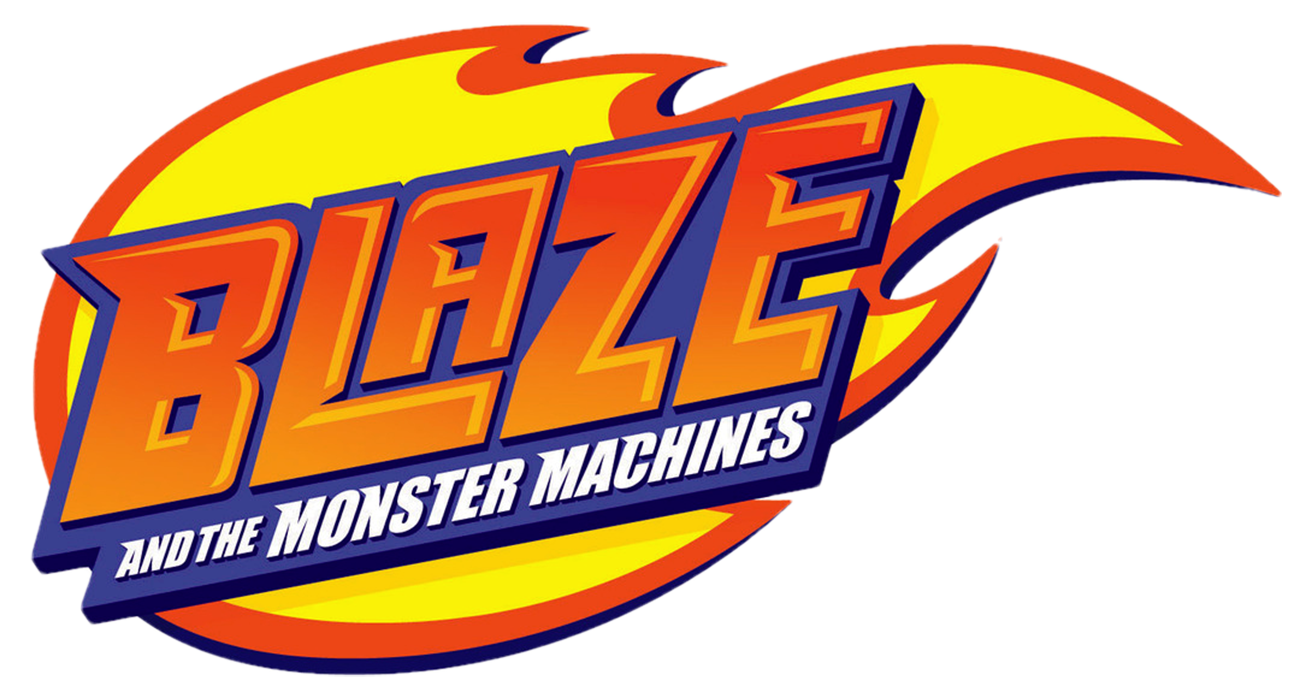 BLAZE
AND THE MONSTER MACHINES